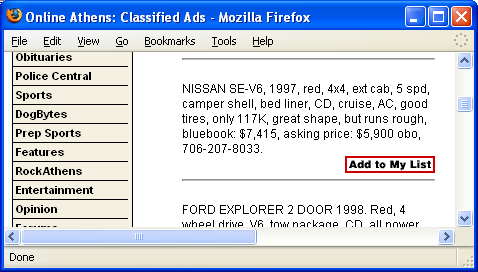 Online Athens: Classified Ads - Mozilla Firefox
File Edit View Go Bookmarks Tools Help
Obituaries
Police Central
Sports
DogBytes
Prep Sports
Features
RockAthens
Entertainment
Opinion
Forums
NISSAN SE-V6, 1997, red, 4x4, ext cab, 5 spd,
camper shell, bed liner, CD, cruise, AC, good
tires, only 117K, great shape, but runs rough,
bluebook: $7,415, asking price: $5,900 obo,
706-207-8033.
Add to My List
FORD EXPLORER 2 DOOR 1998. Red, 4
wheel drive, V6, tow package, CD, all power
Done